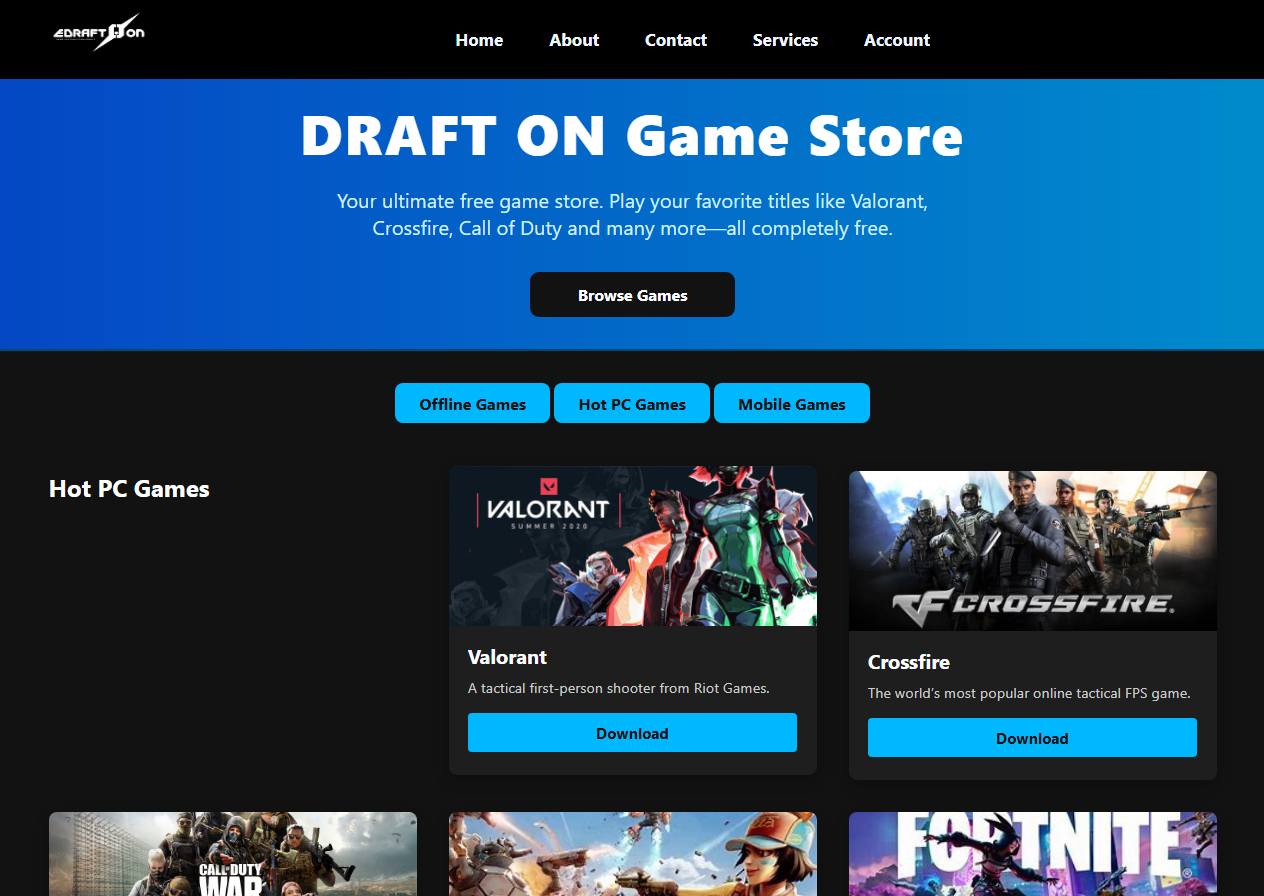 EDRAFT ON
Home
About
Contact
Services
Account
DRAFT ON Game Store
Your ultimate free game store. Play your favorite titles like Valorant,
Crossfire, Call of Duty and many more—all completely free.
Browse Games
Offline Games
Hot PC Games
Mobile Games
Hot PC Games
VALORANT
SUMMER 2020
Valorant
A tactical first-person shooter from Riot Games.
Download
CF CROSSFIRE®
Crossfire
The world’s most popular online tactical FPS game.
Download
CALL OF DUTY
WAR
FORTNITE®